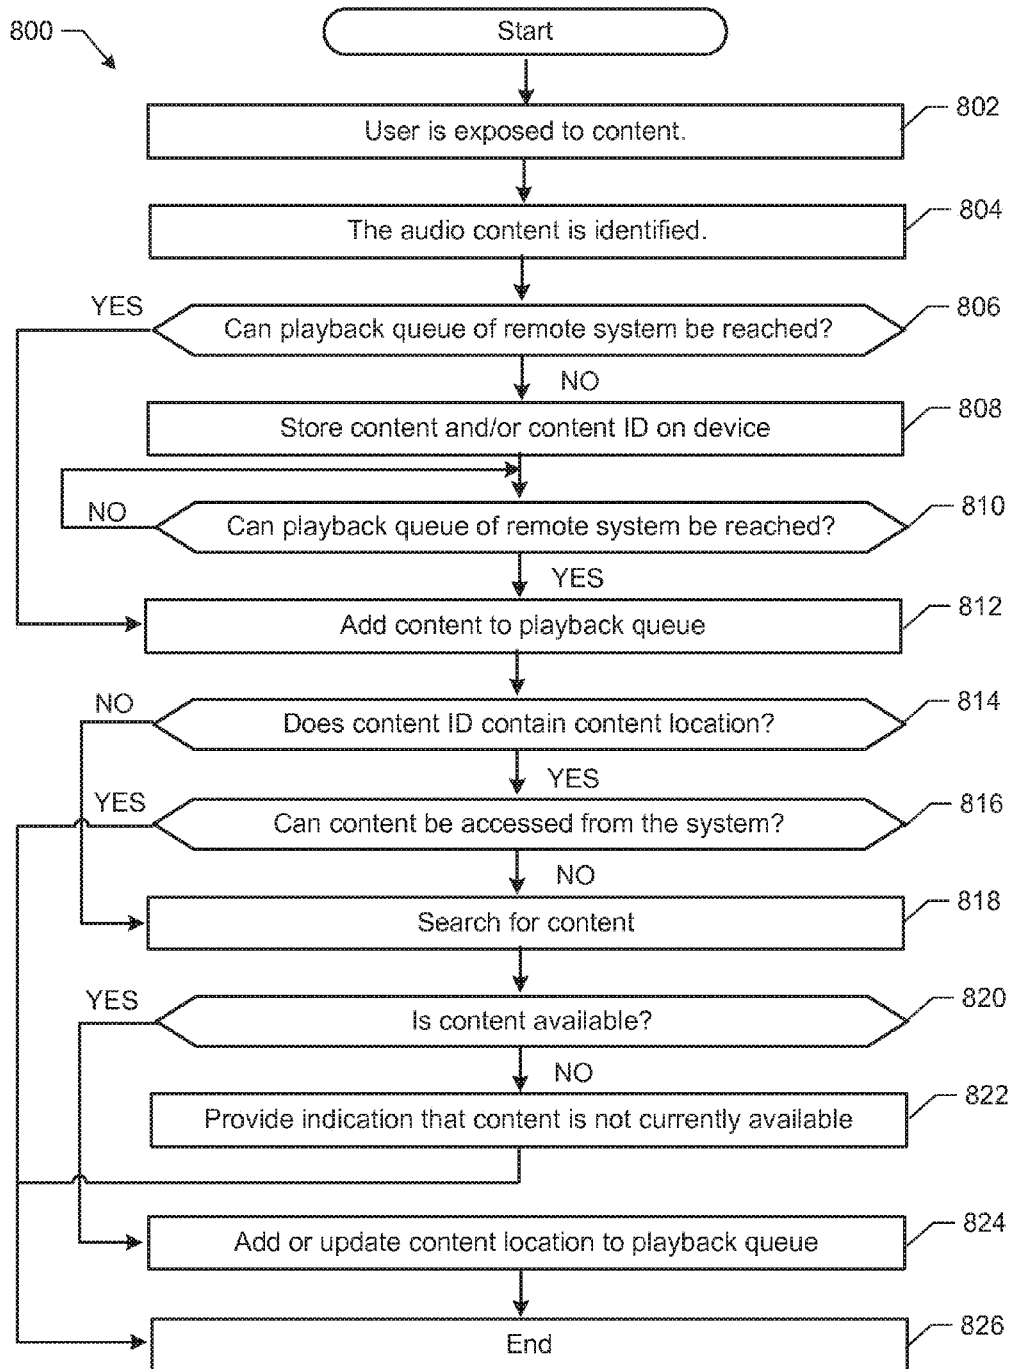 800
Start
User is exposed to content.
802
The audio content is identified.
804
YES
Can playback queue of remote system be reached?
806
NO
Store content and/or content ID on device
808
NO
Can playback queue of remote system be reached?
810
YES
Add content to playback queue
812
NO
Does content ID contain content location?
814
YES
YES
Can content be accessed from the system?
816
NO
Search for content
818
YES
Is content available?
820
NO
Provide indication that content is not currently available
822
Add or update content location to playback queue
824
End
826